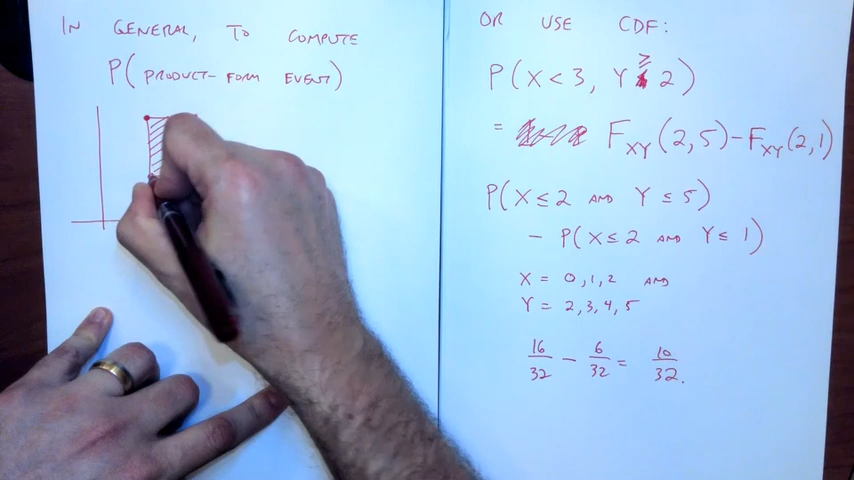 IN GENERAL, TO COMPUTE
P(PRODUCT-FORM EVENT)
OR USE CDF:
P(X<3, Y≥2)
= F_XY(2,5)-F_XY(2,1)
P(X≤2 AND Y≤5)
- P(X≤2 AND Y≤1)
X = 0,1,2 AND
Y = 2,3,4,5
16/32 - 6/32 = 10/32.